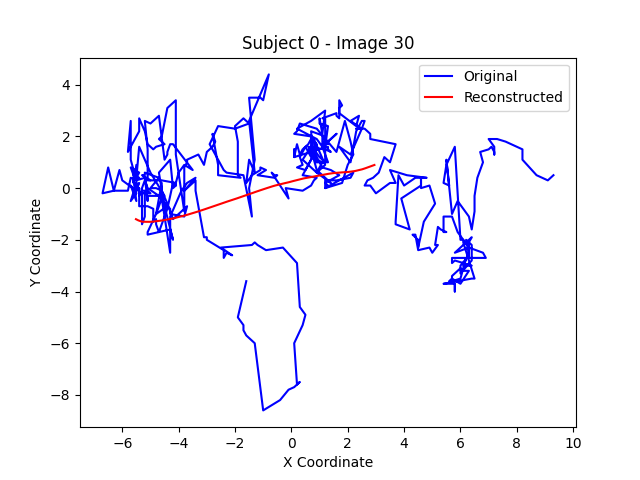 Subject 0 - Image 30
Original
Reconstructed
Y Coordinate
4
2
0
−2
−4
−6
−8
−6 −4 −2 0 2 4 6 8 10
X Coordinate